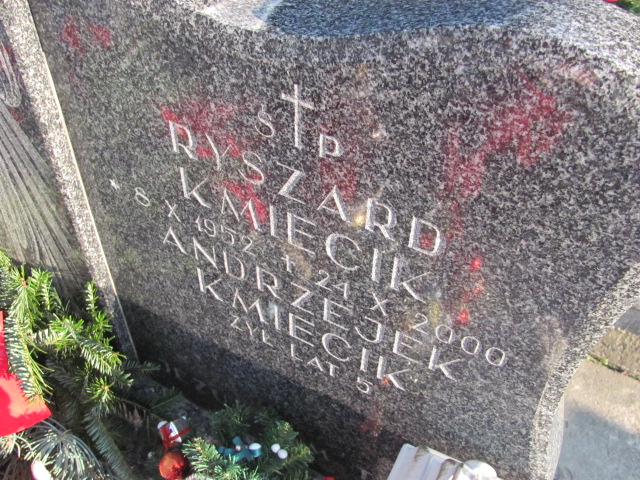 Ś P
RYSZARD
KMIECIK
* 8 X 1952 † 24 X 2000
ANDRZEJEK
KMIECIK
ŻYŁ LAT 5